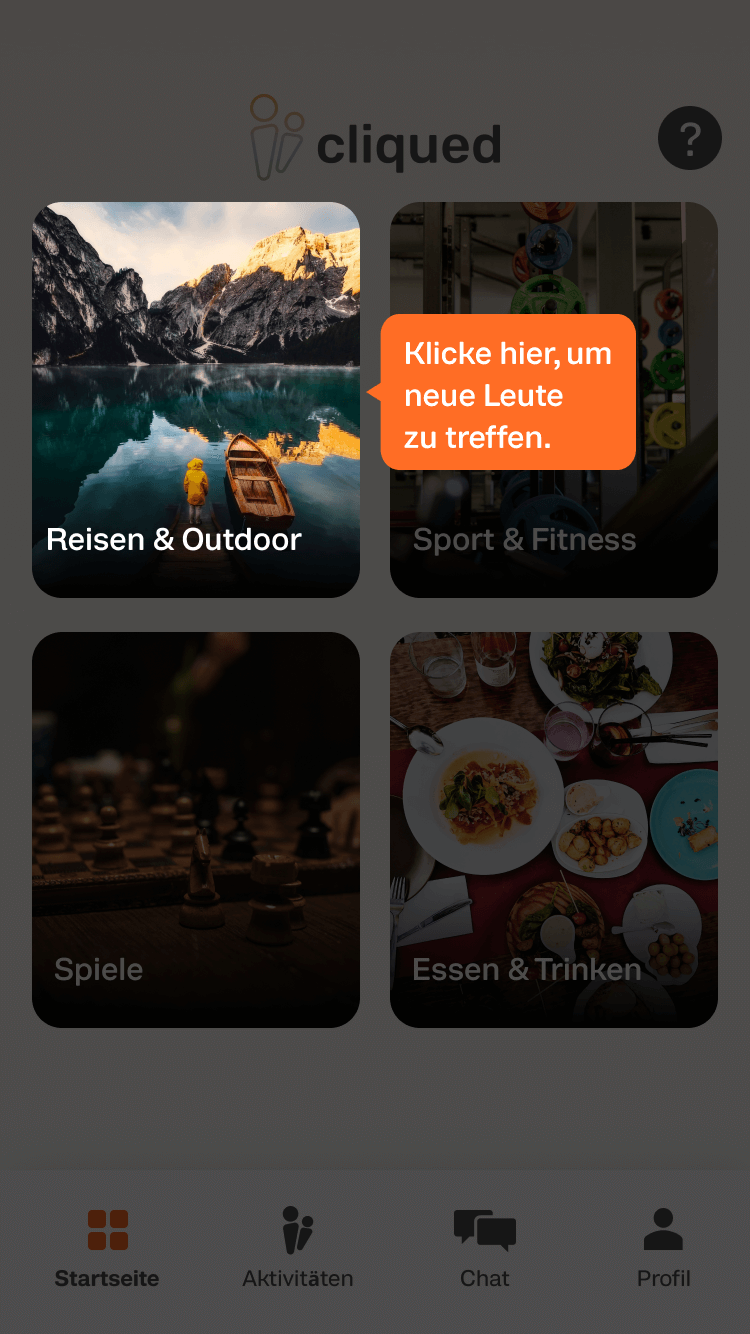 cliqued
?
Klicke hier, um
neue Leute
zu treffen.
Reisen & Outdoor
Sport & Fitness
Spiele
Essen & Trinken
Startseite
Aktivitäten
Chat
Profil